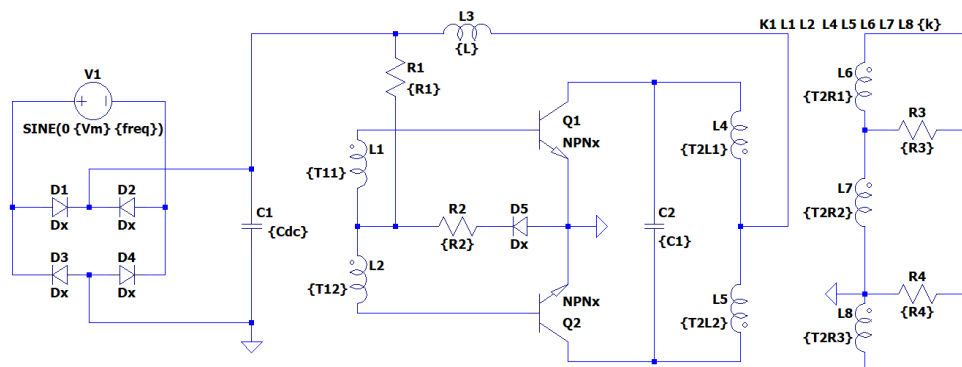 L3
{L}
K1 L1 L2 L4 L5 L6 L7 L8 {k}
V1
+
SINE(0 {Vm} {freq})
R1
{R1}
L6
{T2R1}
Q1
NPNx
L4
{T2L1}
R3
{R3}
L1
{T11}
D1
Dx
D2
Dx
L7
{T2R2}
R2
{R2}
D5
Dx
C1
{Cdc}
C2
{C1}
D3
Dx
D4
Dx
L2
{T12}
NPNx
Q2
L5
{T2L2}
R4
{R4}
L8
{T2R3}